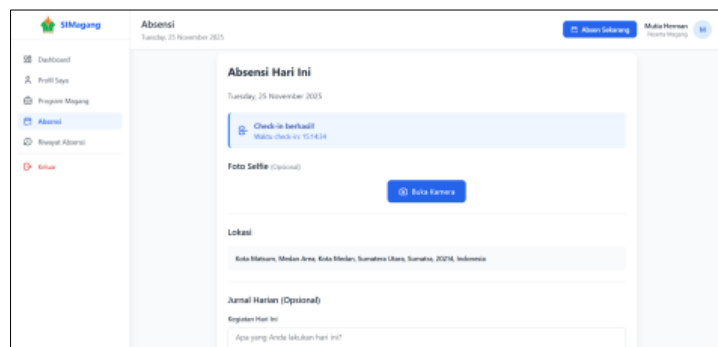 SIMagang
Absensi
Tuesday, 25 November 2025
Absen Sekarang
Mutia Herman
Peserta Magang
M
Dashboard
Profil Saya
Program Magang
Absensi
Riwayat Absensi
Keluar
Absensi Hari Ini
Tuesday, 25 November 2025
Check-in berhasil!
Waktu check-in: 15:14:34
Foto Selfie (Opsional)
Buka Kamera
Lokasi
Kota Matsum, Medan Area, Kota Medan, Sumatera Utara, Sumatra, 20214, Indonesia
Jurnal Harian (Opsional)
Kegiatan Hari Ini
Apa yang Anda lakukan hari ini?